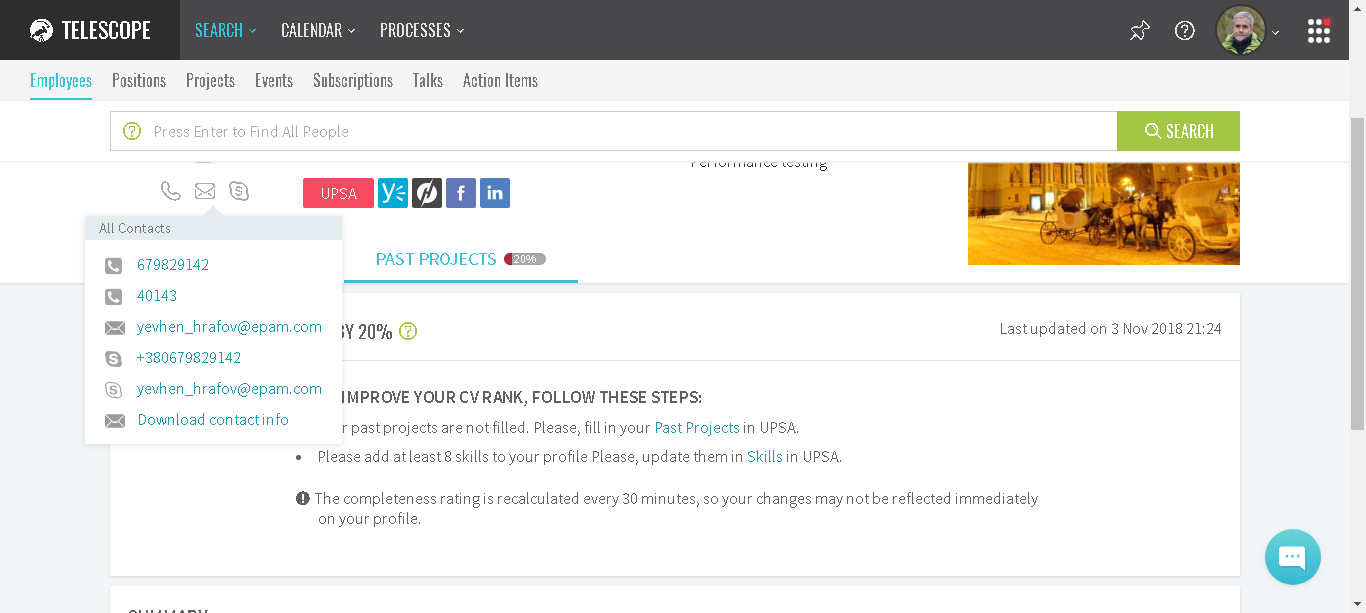 TELESCOPE
SEARCH CALENDAR PROCESSES
Employees Positions Projects Events Subscriptions Talks Action Items
Press Enter to Find All People SEARCH
Performance testing
UPSA
All Contacts
679829142
40143
yevhen_hrafov@epam.com
+380679829142
yevhen_hrafov@epam.com
Download contact info
PAST PROJECTS 20%
BY 20%
Last updated on 3 Nov 2018 21:24
IMPROVE YOUR CV RANK, FOLLOW THESE STEPS:
past projects are not filled. Please, fill in your Past Projects in UPSA.
• Please add at least 8 skills to your profile Please, update them in Skills in UPSA.
The completeness rating is recalculated every 30 minutes, so your changes may not be reflected immediately
on your profile.
SUMMARY